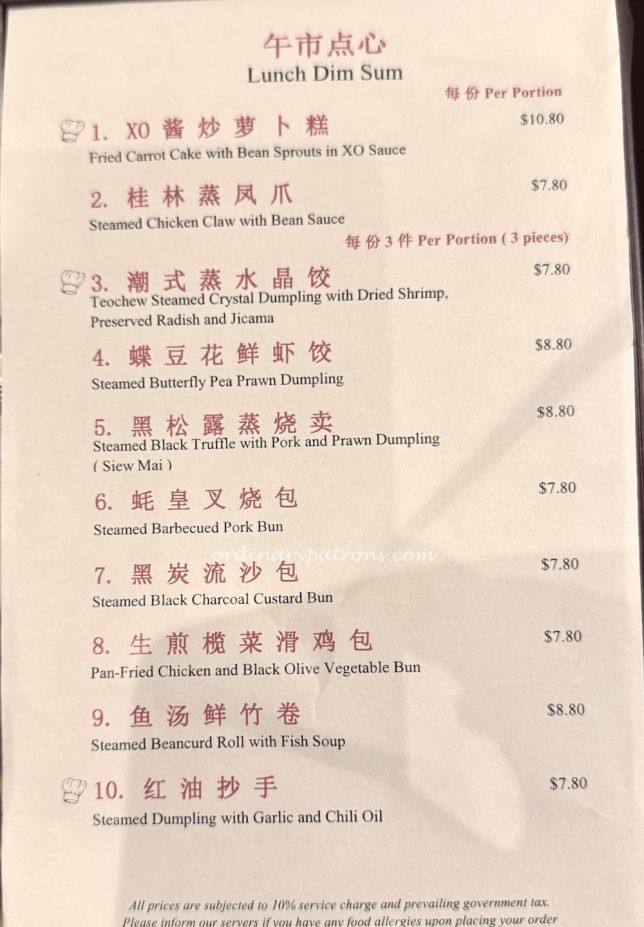 午市点心
Lunch Dim Sum
每 份 Per Portion
1. XO 酱 炒 萝 卜 糕 $10.80
Fried Carrot Cake with Bean Sprouts in XO Sauce
2. 桂 林 蒸 凤 爪 $7.80
Steamed Chicken Claw with Bean Sauce
每 份 3 件 Per Portion ( 3 pieces)
3. 潮 式 蒸 水 晶 饺 $7.80
Teochew Steamed Crystal Dumpling with Dried Shrimp,
Preserved Radish and Jicama
4. 蝶 豆 花 鲜 虾 饺 $8.80
Steamed Butterfly Pea Prawn Dumpling
5. 黑 松 露 蒸 烧 卖 $8.80
Steamed Black Truffle with Pork and Prawn Dumpling
( Siew Mai )
6. 蚝 皇 叉 烧 包 $7.80
Steamed Barbecued Pork Bun
ordinarypatrons.com
7. 黑 炭 流 沙 包 $7.80
Steamed Black Charcoal Custard Bun
8. 生 煎 榄 菜 滑 鸡 包 $7.80
Pan-Fried Chicken and Black Olive Vegetable Bun
9. 鱼 汤 鲜 竹 卷 $8.80
Steamed Beancurd Roll with Fish Soup
10. 红 油 抄 手 $7.80
Steamed Dumpling with Garlic and Chili Oil
All prices are subjected to 10% service charge and prevailing government tax.
Please inform our servers if you have any food allergies upon placing your order